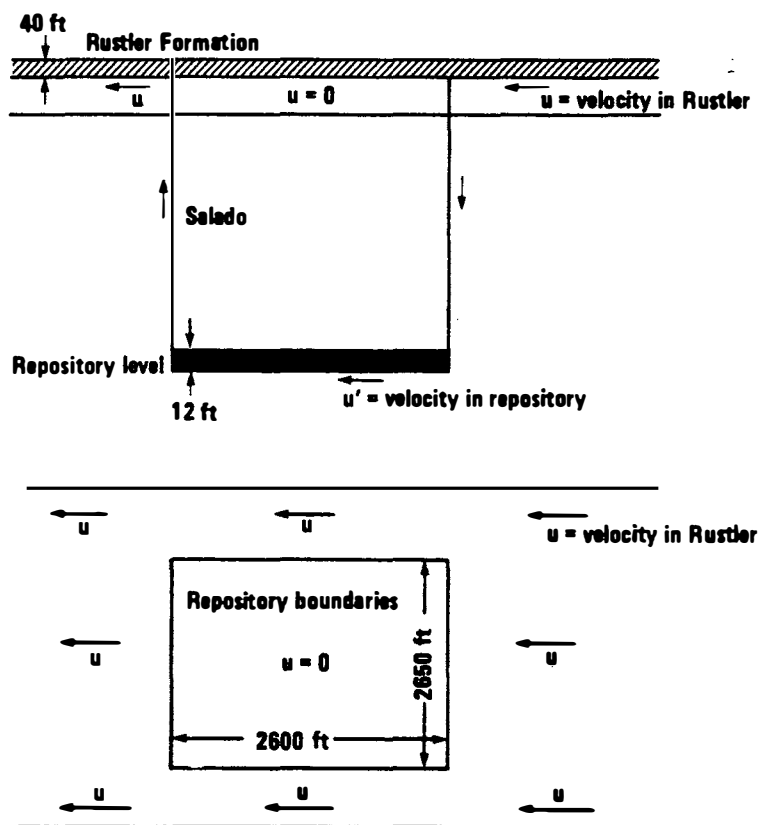 40 ft
Rustler Formation
u
u = 0
u = velocity in Rustler
Salado
Repository level
12 ft
u' = velocity in repository
u
u
u = velocity in Rustler
Repository boundaries
u
u = 0
2650 ft
u
2600 ft
u
u
u